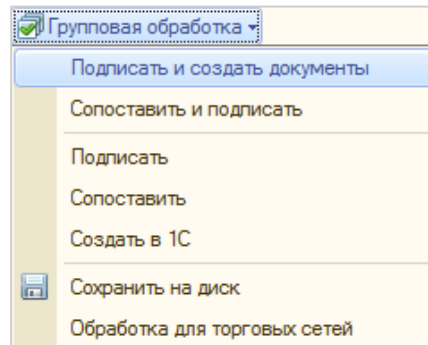 Групповая обработка
Подписать и создать документы
Сопоставить и подписать
Подписать
Сопоставить
Создать в 1С
Сохранить на диск
Обработка для торговых сетей